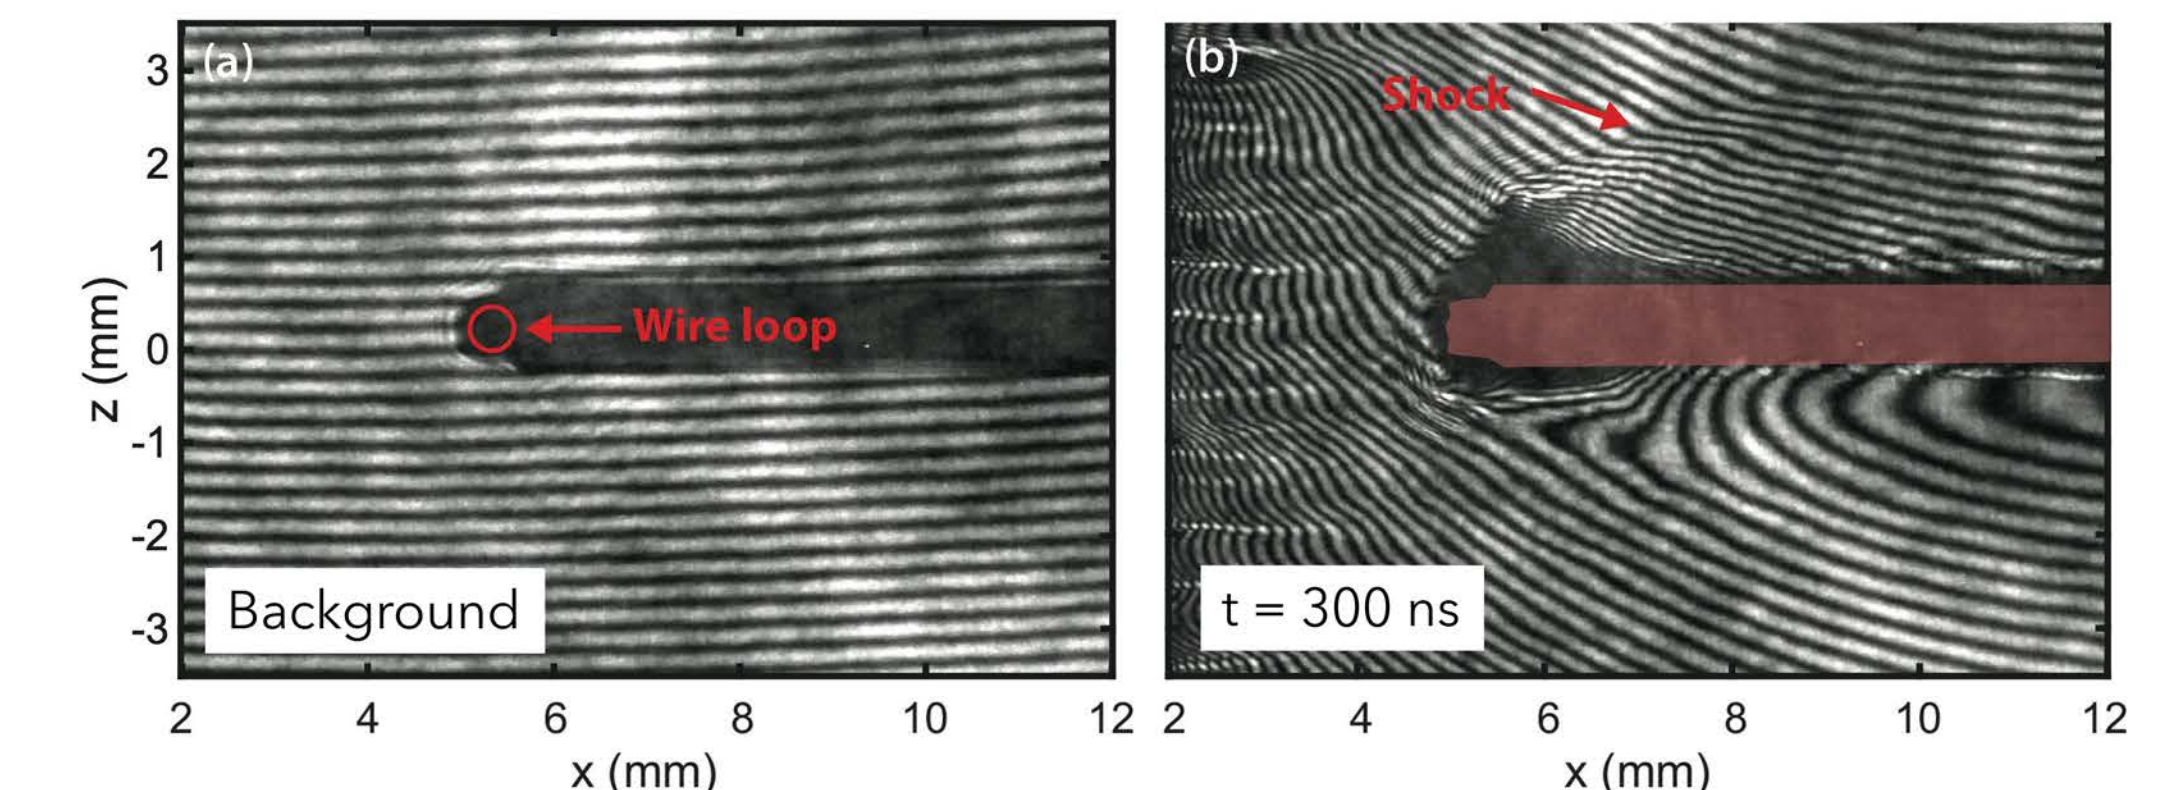 (a)
(b)
3
2
1
0
-1
-2
-3
z (mm)
Wire loop
Shock
Background
t = 300 ns
2 4 6 8 10 12
2 4 6 8 10 12
x (mm)
x (mm)